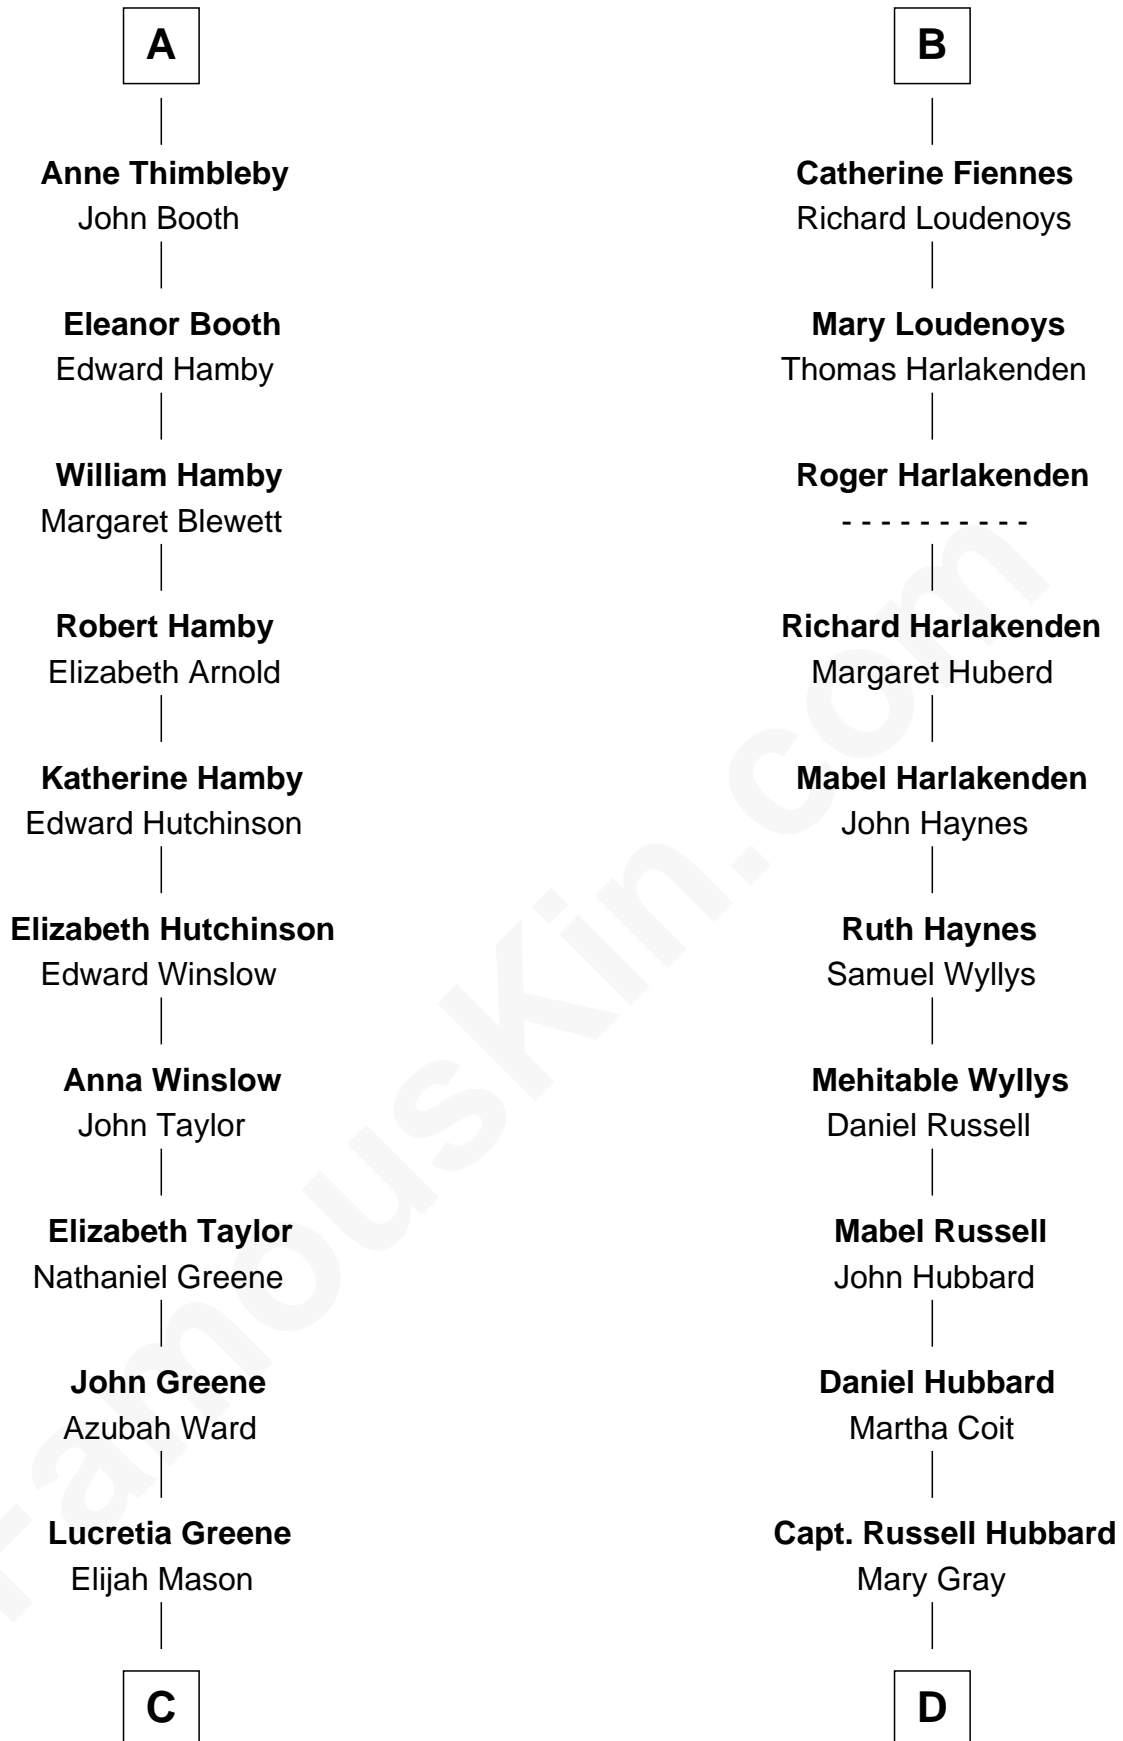 A
Anne Thimbleby
John Booth
Eleanor Booth
Edward Hamby
William Hamby
Margaret Blewett
Robert Hamby
Elizabeth Arnold
Katherine Hamby
Edward Hutchinson
Elizabeth Hutchinson
Edward Winslow
Anna Winslow
John Taylor
Elizabeth Taylor
Nathaniel Greene
John Greene
Azubah Ward
Lucretia Greene
Elijah Mason
C
B
Catherine Fiennes
Richard Loudenoys
Mary Loudenoys
Thomas Harlakenden
Roger Harlakenden
- - - - - - - - - -
Richard Harlakenden
Margaret Huberd
Mabel Harlakenden
John Haynes
Ruth Haynes
Samuel Wyllys
Mehitable Wyllys
Daniel Russell
Mabel Russell
John Hubbard
Daniel Hubbard
Martha Coit
Capt. Russell Hubbard
Mary Gray
D
FamousKin.com